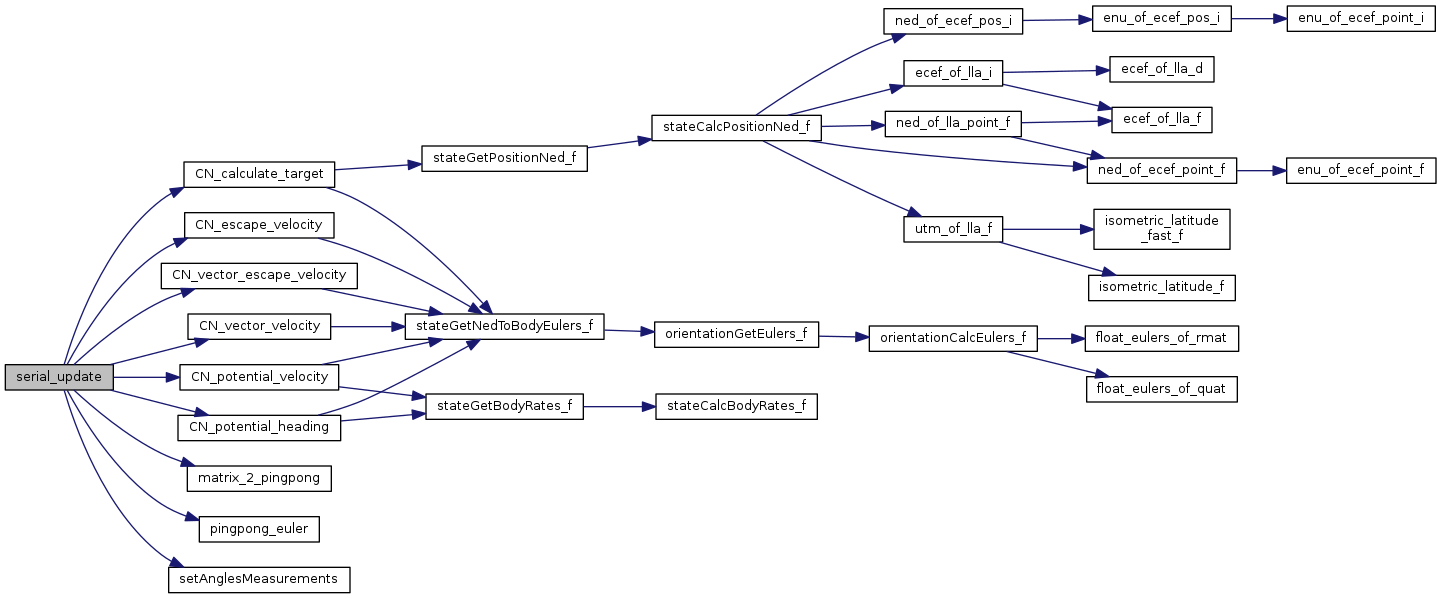 serial_update
CN_calculate_target
CN_escape_velocity
CN_vector_escape_velocity
CN_vector_velocity
CN_potential_velocity
CN_potential_heading
matrix_2_pingpong
pingpong_euler
setAnglesMeasurements
stateGetPositionNed_f
stateGetNedToBodyEulers_f
stateGetBodyRates_f
stateCalcPositionNed_f
orientationGetEulers_f
stateCalcBodyRates_f
ned_of_ecef_pos_i
ecef_of_lla_i
ned_of_lla_point_f
utm_of_lla_f
orientationCalcEulers_f
enu_of_ecef_pos_i
ecef_of_lla_d
ecef_of_lla_f
ned_of_ecef_point_f
isometric_latitude
_fast_f
isometric_latitude_f
float_eulers_of_rmat
float_eulers_of_quat
enu_of_ecef_point_i
enu_of_ecef_point_f